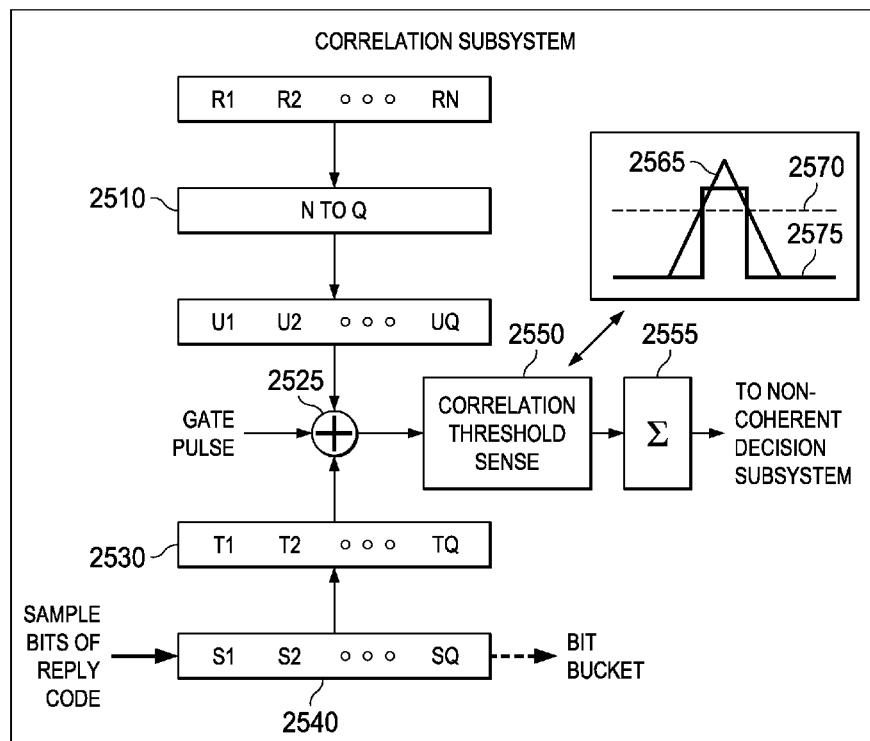 CORRELATION SUBSYSTEM
R1 R2 ○ ○ ○ RN
2510
N TO Q
2565
2570
2575
U1 U2 ○ ○ ○ UQ
2525
2550
2555
GATE
PULSE
CORRELATION
THRESHOLD
SENSE
Σ
TO NON-
COHERENT
DECISION
SUBSYSTEM
2530
T1 T2 ○ ○ ○ TQ
SAMPLE
BITS OF
REPLY
CODE
S1 S2 ○ ○ ○ SQ
BIT
BUCKET
2540